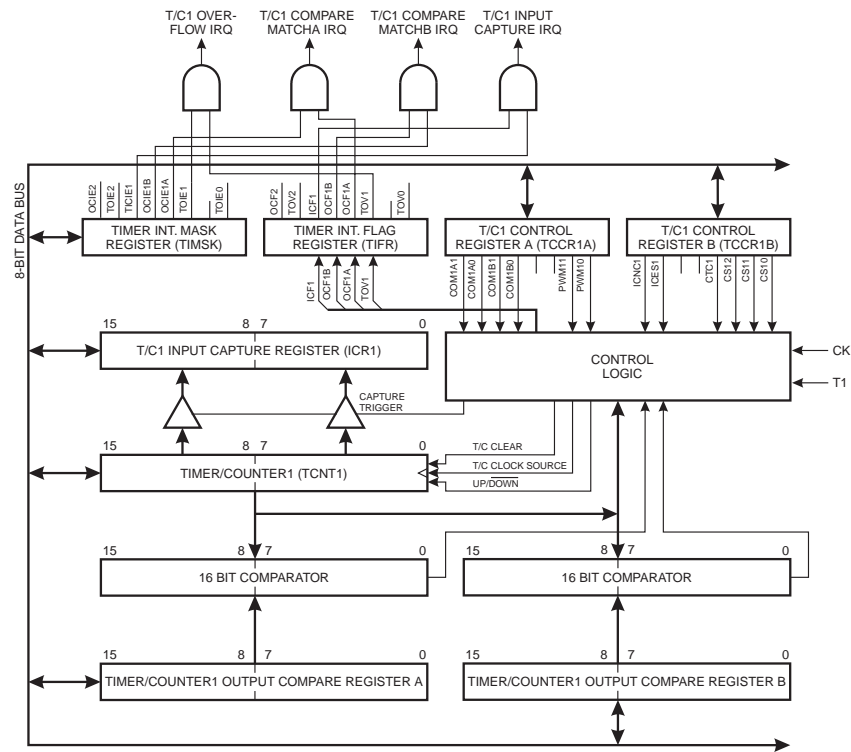 T/C1 OVER-
FLOW IRQ
T/C1 COMPARE
MATCHA IRQ
T/C1 COMPARE
MATCHB IRQ
T/C1 INPUT
CAPTURE IRQ
8-BIT DATA BUS
OCIE2
TOIE2
TICIE1
OCIE1B
OCIE1A
TOIE1
TOIE0
OCF2
TOV2
ICF1
OCF1B
OCF1A
TOV1
TOV0
TIMER INT. MASK
REGISTER (TIMSK)
TIMER INT. FLAG
REGISTER (TIFR)
T/C1 CONTROL
REGISTER A (TCCR1A)
T/C1 CONTROL
REGISTER B (TCCR1B)
ICF1
OCF1B
OCF1A
TOV1
COM1A1
COM1A0
COM1B1
COM1B0
PWM11
PWM10
ICNC1
ICES1
CTC1
CS12
CS11
CS10
15 8 7 0
T/C1 INPUT CAPTURE REGISTER (ICR1)
CONTROL
LOGIC
CK
T1
CAPTURE
TRIGGER
15 8 7 0
TIMER/COUNTER1 (TCNT1)
T/C CLEAR
T/C CLOCK SOURCE
UP/DOWN
15 8 7 0
16 BIT COMPARATOR
15 8 7 0
16 BIT COMPARATOR
15 8 7 0
TIMER/COUNTER1 OUTPUT COMPARE REGISTER A
15 8 7 0
TIMER/COUNTER1 OUTPUT COMPARE REGISTER B